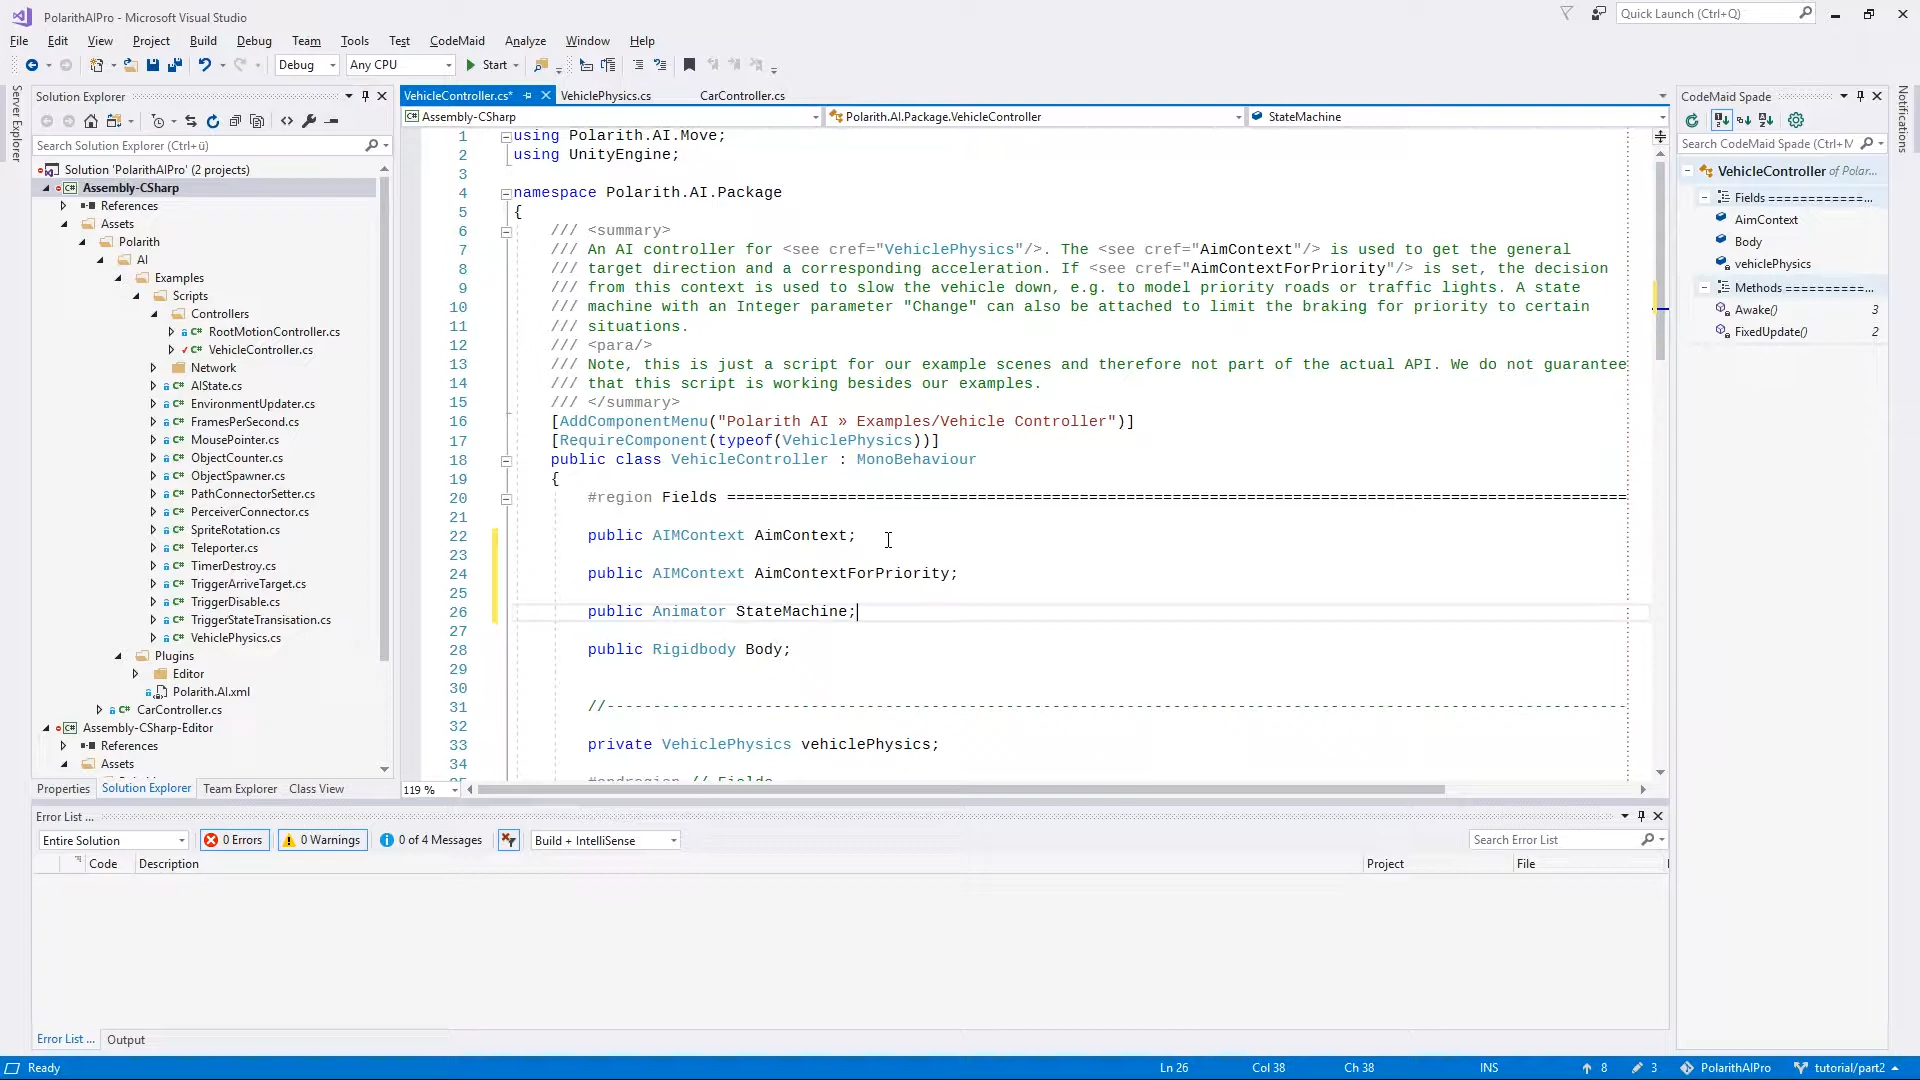 PolarithAIPro - Microsoft Visual Studio
Quick Launch (Ctrl+Q)
File Edit View Project Build Debug Team Tools Test CodeMaid Analyze Window Help
Debug Any CPU Start
Server Explorer
Solution Explorer
Search Solution Explorer (Ctrl+ü)
Solution 'PolarithAIPro' (2 projects)
Assembly-CSharp
References
Assets
Polarith
AI
Examples
Scripts
Controllers
RootMotionController.cs
VehicleController.cs
Network
AIState.cs
EnvironmentUpdater.cs
FramesPerSecond.cs
MousePointer.cs
ObjectCounter.cs
ObjectSpawner.cs
PathConnectorSetter.cs
PerceiverConnector.cs
SpriteRotation.cs
Teleporter.cs
TimerDestroy.cs
TriggerArriveTarget.cs
TriggerDisable.cs
TriggerStateTransisation.cs
VehiclePhysics.cs
Plugins
Editor
Polarith.AI.xml
CarController.cs
Assembly-CSharp-Editor
References
Assets
Properties Solution Explorer Team Explorer Class View
VehicleController.cs* VehiclePhysics.cs CarController.cs
Assembly-CSharp Polarith.AI.Package.VehicleController StateMachine
1 using Polarith.AI.Move;
2 using UnityEngine;
3
4 namespace Polarith.AI.Package
5 {
6 /// <summary>
7 /// An AI controller for <see cref="VehiclePhysics"/>. The <see cref="AimContext"/> is used to get the general
8 /// target direction and a corresponding acceleration. If <see cref="AimContextForPriority"/> is set, the decision
9 /// from this context is used to slow the vehicle down, e.g. to model priority roads or traffic lights. A state
10 /// machine with an Integer parameter "Change" can also be attached to limit the braking for priority to certain
11 /// situations.
12 /// <para/>
13 /// Note, this is just a script for our example scenes and therefore not part of the actual API. We do not guarantee
14 /// that this script is working besides our examples.
15 /// </summary>
16 [AddComponentMenu("Polarith AI » Examples/Vehicle Controller")]
17 [RequireComponent(typeof(VehiclePhysics))]
18 public class VehicleController : MonoBehaviour
19 {
20 #region Fields =================================================================================================
21
22 public AIMContext AimContext;
23
24 public AIMContext AimContextForPriority;
25
26 public Animator StateMachine;
27
28 public Rigidbody Body;
29
30
31 //--------------------------------------------------------------------------------------------------------------
32
33 private VehiclePhysics vehiclePhysics;
34
#endregion // Fields
119 %
CodeMaid Spade
Search CodeMaid Spade (Ctrl+M
VehicleController of Polar...
Fields ============...
AimContext
Body
vehiclePhysics
Methods ==========...
Awake() 3
FixedUpdate() 2
Notifications
Error List ...
Entire Solution 0 Errors 0 Warnings 0 of 4 Messages Build + IntelliSense
Search Error List
Code Description Project File
Error List ... Output
Ready Ln 26 Col 38 Ch 38 INS 8 3 PolarithAIPro tutorial/part2